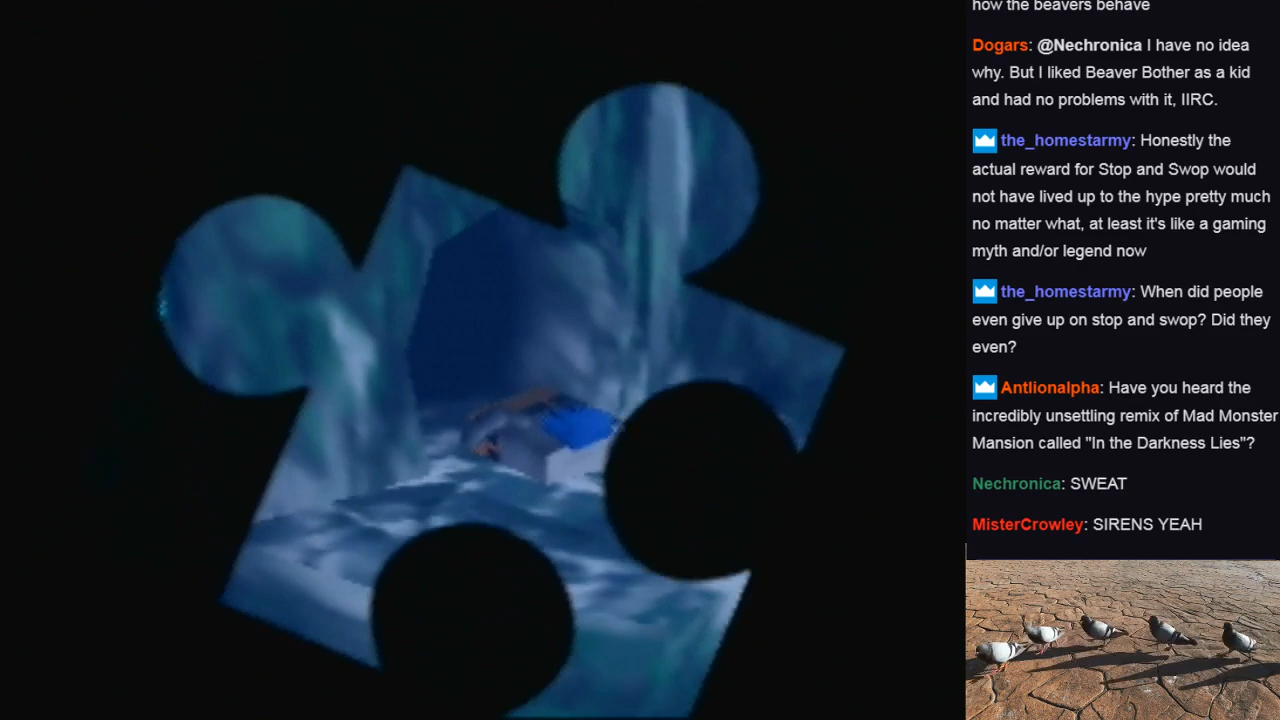 how the beavers behave
Dogars: @Nechronica I have no idea
why. But I liked Beaver Bother as a kid
and had no problems with it, IIRC.
the_homestarmy: Honestly the
actual reward for Stop and Swop would
not have lived up to the hype pretty much
no matter what, at least it's like a gaming
myth and/or legend now
the_homestarmy: When did people
even give up on stop and swop? Did they
even?
Antlionalpha: Have you heard the
incredibly unsettling remix of Mad Monster
Mansion called "In the Darkness Lies"?
Nechronica: SWEAT
MisterCrowley: SIRENS YEAH